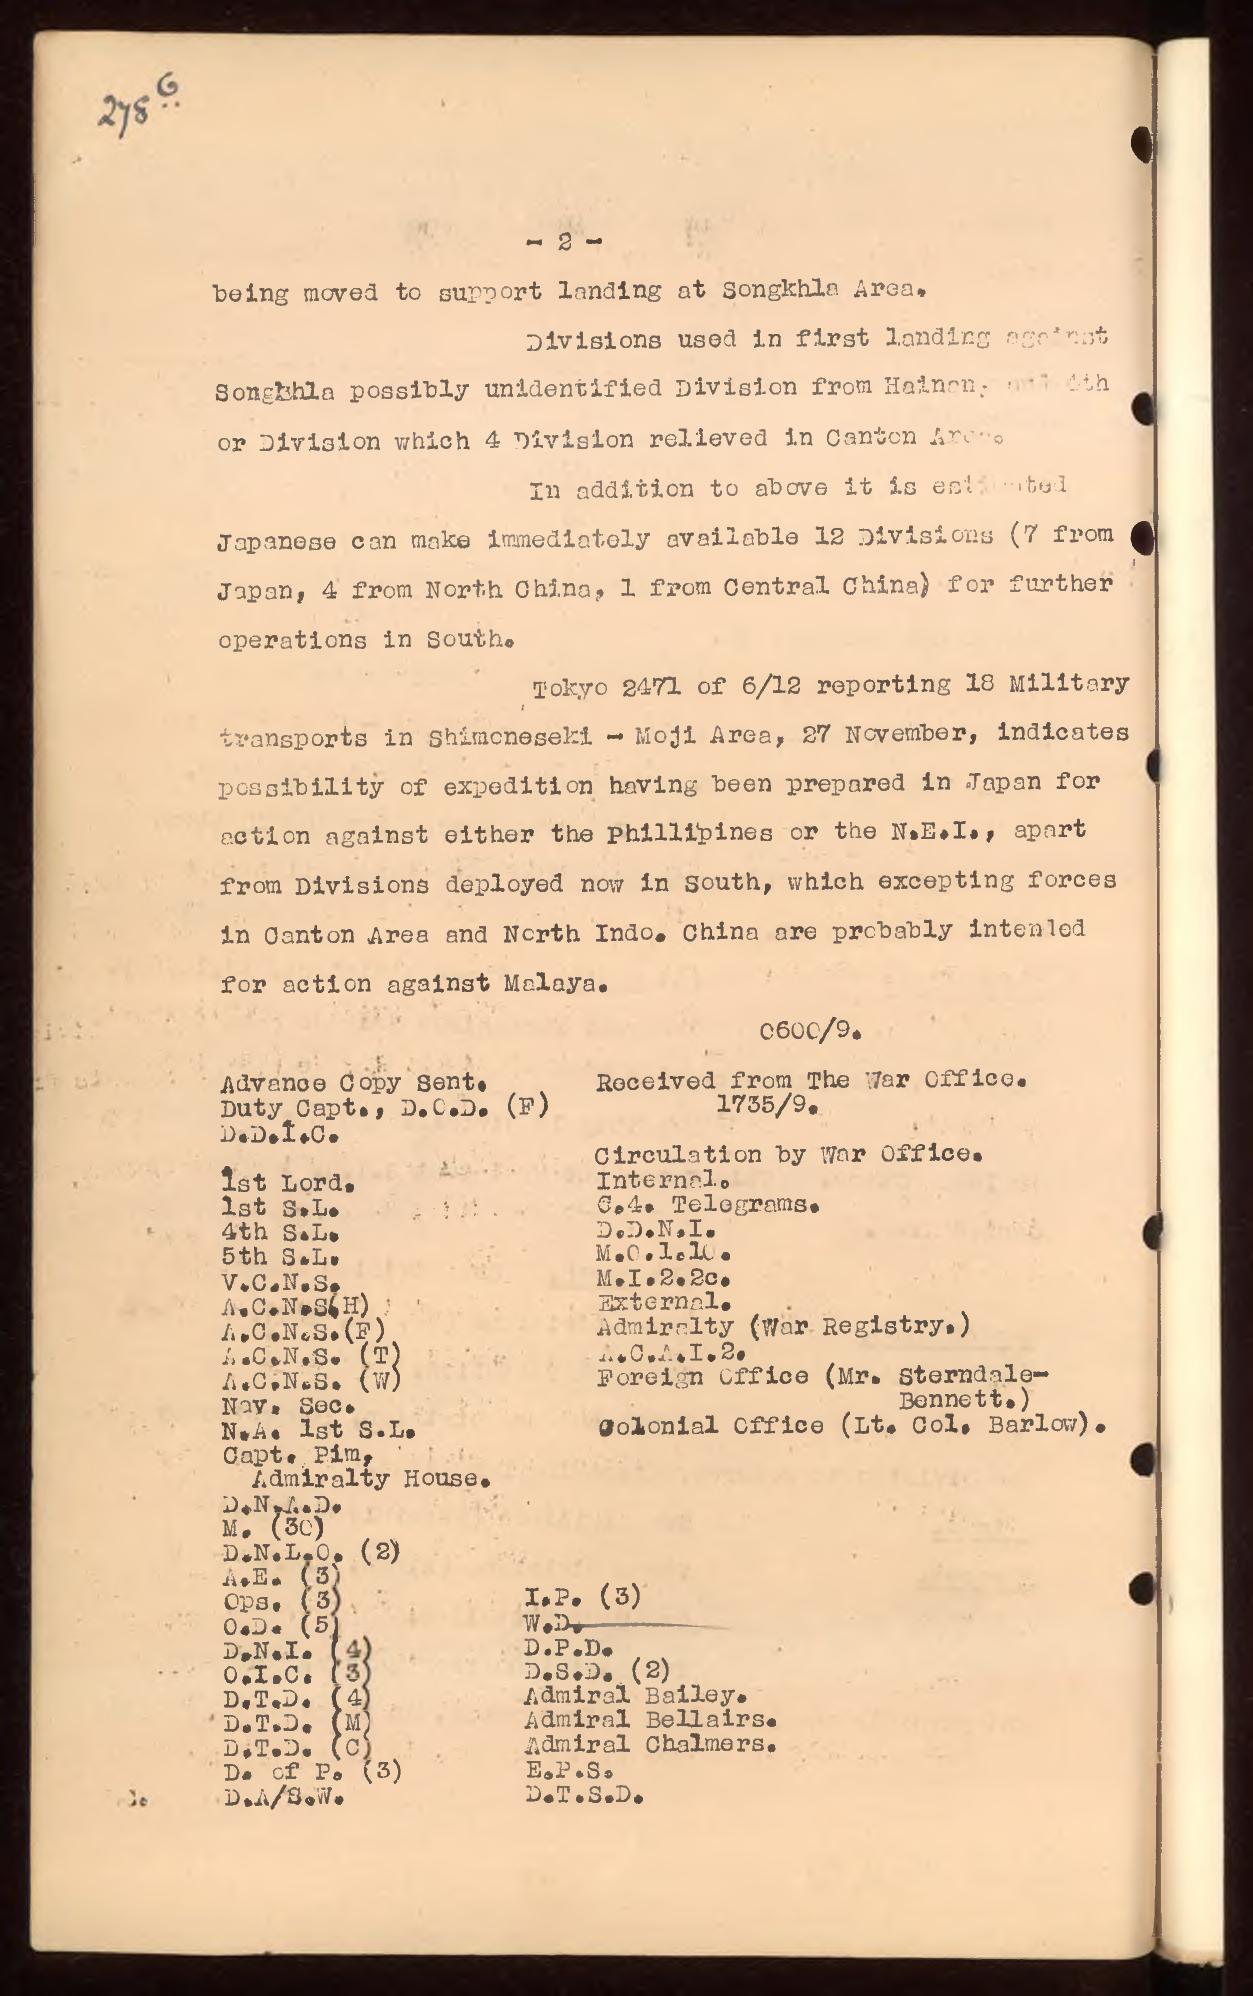 278 G
- 2 -
being moved to support landing at Songkhla Area.
Divisions used in first landing against
Songkhla possibly unidentified Division from Hainan, and 4th
or Division which 4 Division relieved in Canton Area.
In addition to above it is estimated
Japanese can make immediately available 12 Divisions (7 from
Japan, 4 from North China, 1 from Central China) for further
operations in South.
Tokyo 2471 of 6/12 reporting 18 Military
transports in Shimoneseki - Moji Area, 27 November, indicates
possibility of expedition having been prepared in Japan for
action against either the Phillipines or the N.E.I., apart
from Divisions deployed now in South, which excepting forces
in Canton Area and North Indo. China are probably intended
for action against Malaya.
0600/9.
Advance Copy Sent.
Duty Capt., D.O.D. (F)
D.D.I.C.
1st Lord.
1st S.L.
4th S.L.
5th S.L.
V.C.N.S.
A.C.N.S(H)
A.C.N.S.(F)
A.C.N.S. (T)
A.C.N.S. (W)
Nav. Sec.
N.A. 1st S.L.
Capt. Pim,
Admiralty House.
D.N.A.D.
M. (30)
D.N.L.O. (2)
A.E. (3)
Ops. (3)
O.D. (5)
D.N.I. (4)
O.I.C. (3)
D.T.D. (4)
D.T.D. (M)
D.T.D. (C)
D. of P. (3)
D.A/S.W.
Received from The War Office.
1735/9.
Circulation by War Office.
Internal.
C.4. Telegrams.
D.D.N.I.
M.O.1.10.
M.I.2.2c.
External.
Admiralty (War Registry.)
A.C.A.I.2.
Foreign Office (Mr. Sterndale-
Bennett.)
Colonial Office (Lt. Col. Barlow).
I.P. (3)
W.D.
D.P.D.
D.S.D. (2)
Admiral Bailey.
Admiral Bellairs.
Admiral Chalmers.
E.P.S.
D.T.S.D.